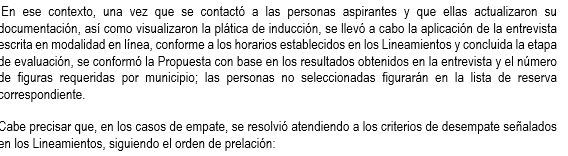 En ese contexto, una vez que se contactó a las personas aspirantes y que ellas actualizaron su
documentación, así como visualizaron la plática de inducción, se llevó a cabo la aplicación de la entrevista
escrita en modalidad en línea, conforme a los horarios establecidos en los Lineamientos y concluida la etapa
de evaluación, se conformó la Propuesta con base en los resultados obtenidos en la entrevista y el número
de figuras requeridas por municipio; las personas no seleccionadas figurarán en la lista de reserva
correspondiente.
Cabe precisar que, en los casos de empate, se resolvió atendiendo a los criterios de desempate señalados
en los Lineamientos, siguiendo el orden de prelación: